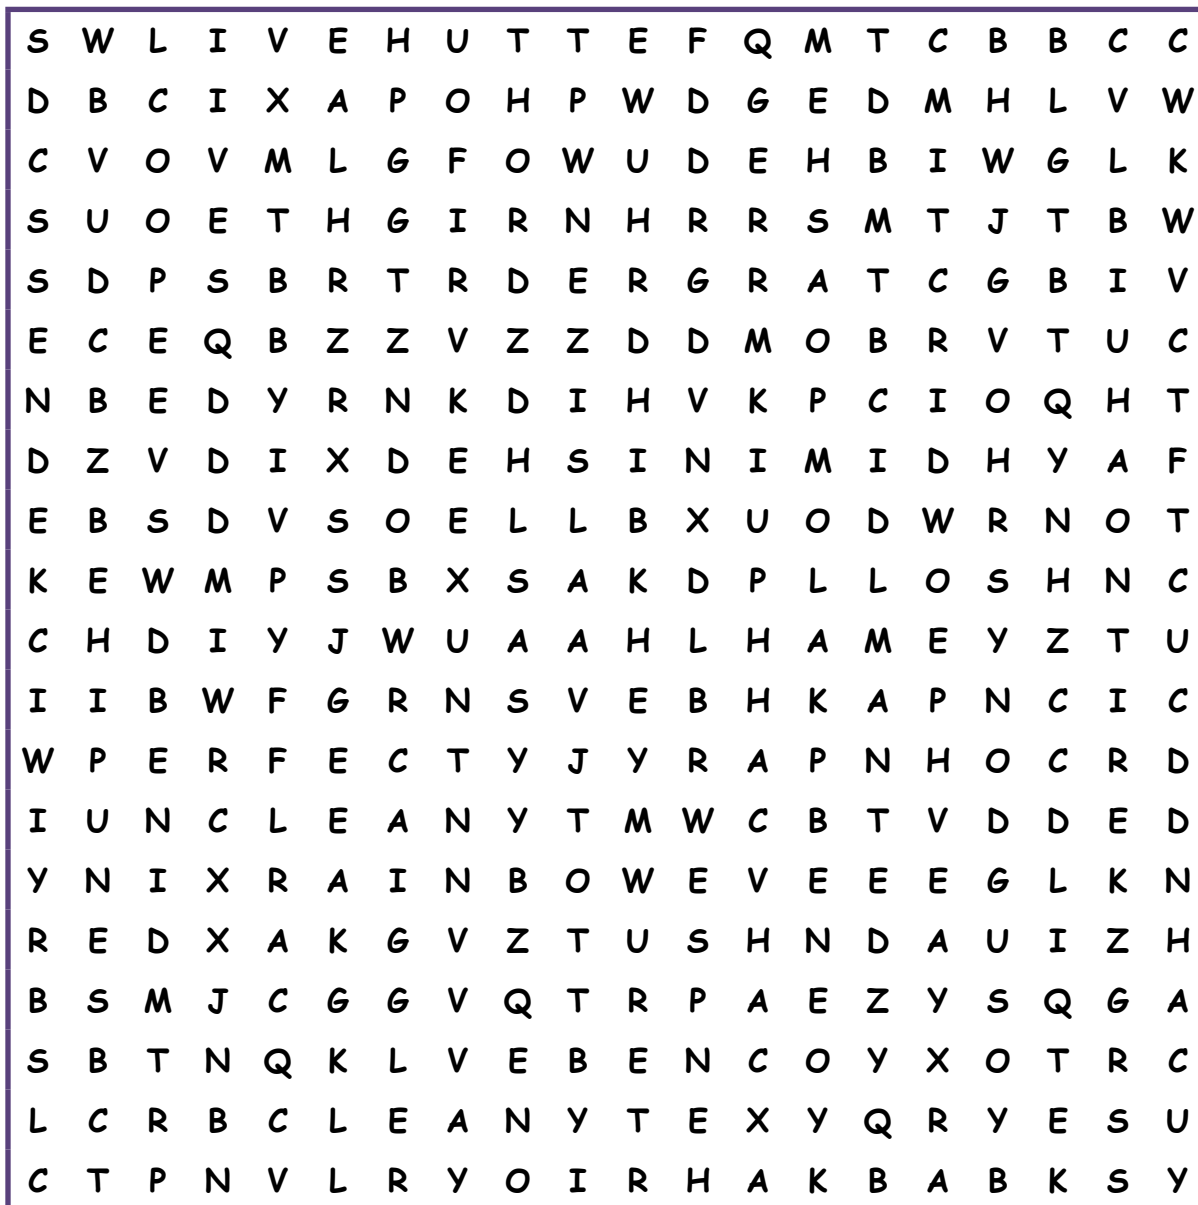 S W L I V E H U T T E F Q M T C B B C C
D B C I X A P O H P W D G E D M H L V W
C V O V M L G F O W U D E H B I W G L K
S U O E T H G I R N H R R S M T J T B W
S D P S B R T R D E R G R A T C G B I V
E C E Q B Z Z V Z Z D D M O B R V T U C
N B E D Y R N K D I H V K P C I O Q H T
D Z V D I X D E H S I N I M I D H Y A F
E B S D V S O E L L B X U O D W R N O T
K E W M P S B X S A K D P L L O S H N C
C H D I Y J W U A A H L H A M E Y Z T U
I I B W F G R N S V E B H K A P N C I C
W P E R F E C T Y J Y R A P N H O C R D
I U N C L E A N Y T M W C B T V D D E D
Y N I X R A I N B O W E V E E E G L K N
R E D X A K G V Z T U S H N D A U I Z H
B S M J C G G V Q T R P A E Z Y S Q G A
S B T N Q K L V E B E N C O Y X O T R C
L C R B C L E A N Y T E X Y Q R Y E S U
C T P N V L R Y O I R H A K B A B K S Y